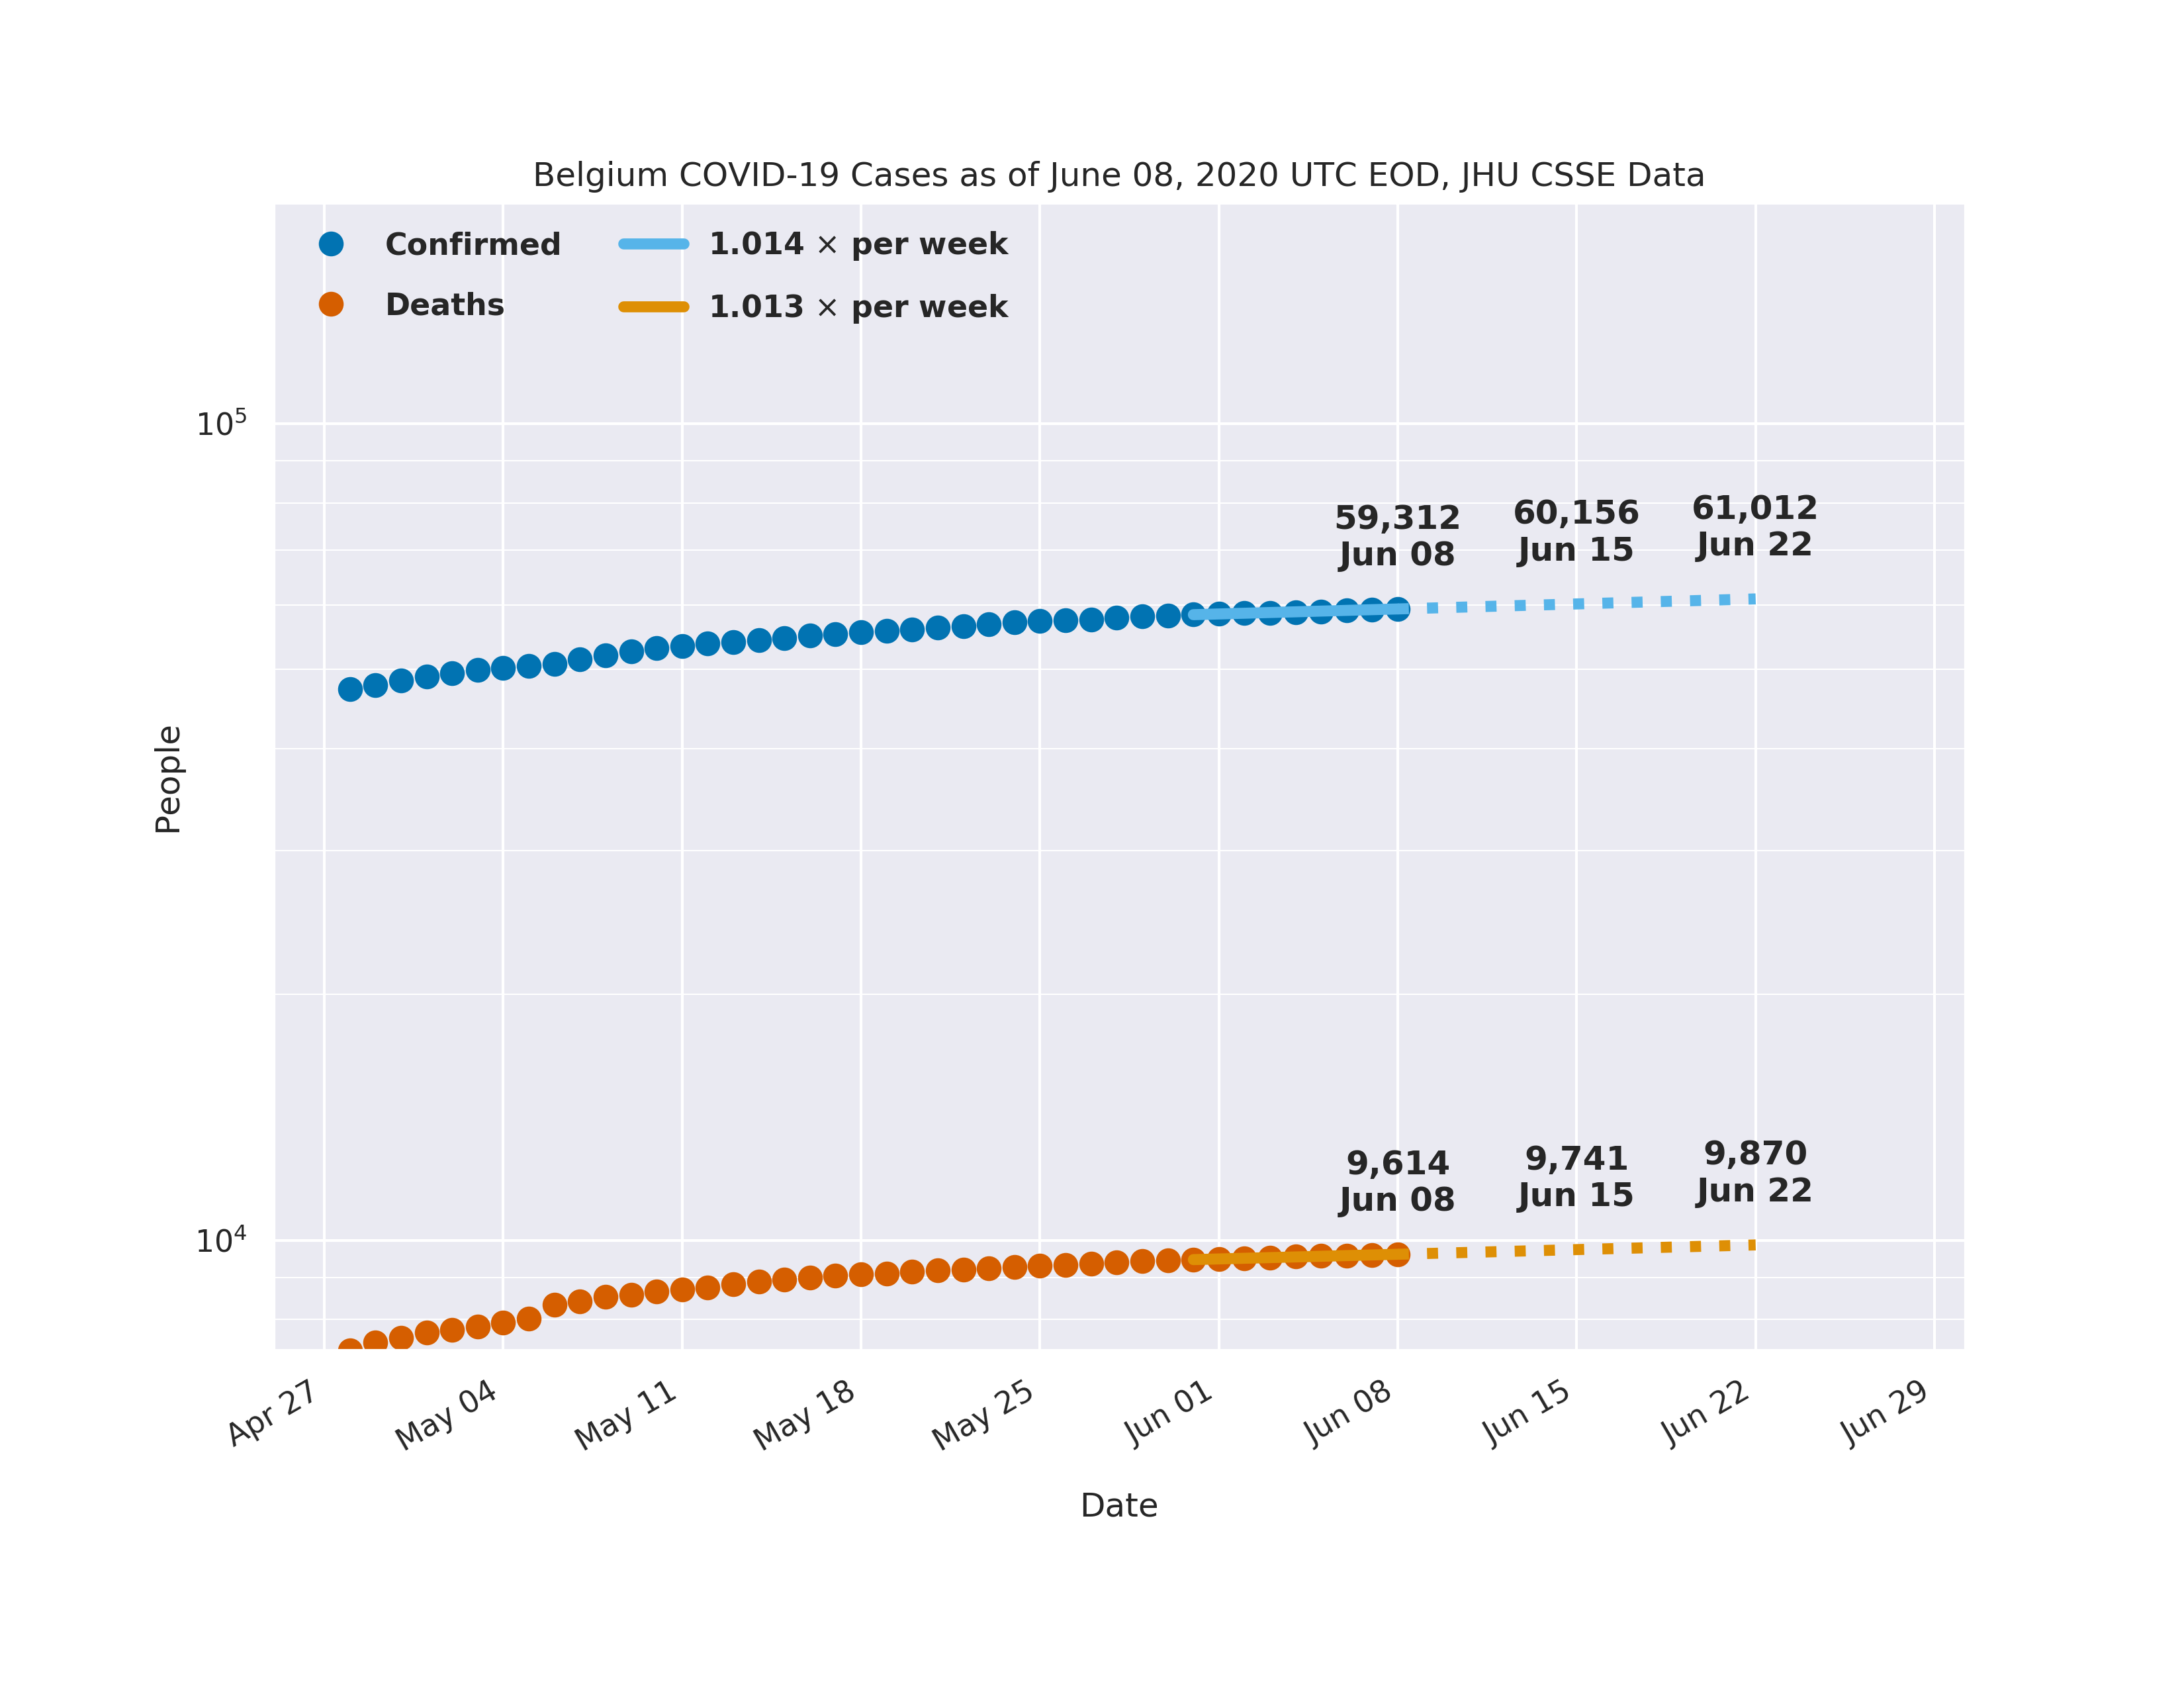 Belgium COVID-19 Cases as of June 08, 2020 UTC EOD, JHU CSSE Data
Confirmed
Deaths
1.014 × per week
1.013 × per week
10⁵
10⁴
People
59,312
Jun 08
60,156
Jun 15
61,012
Jun 22
9,614
Jun 08
9,741
Jun 15
9,870
Jun 22
Apr 27
May 04
May 11
May 18
May 25
Jun 01
Jun 08
Jun 15
Jun 22
Jun 29
Date